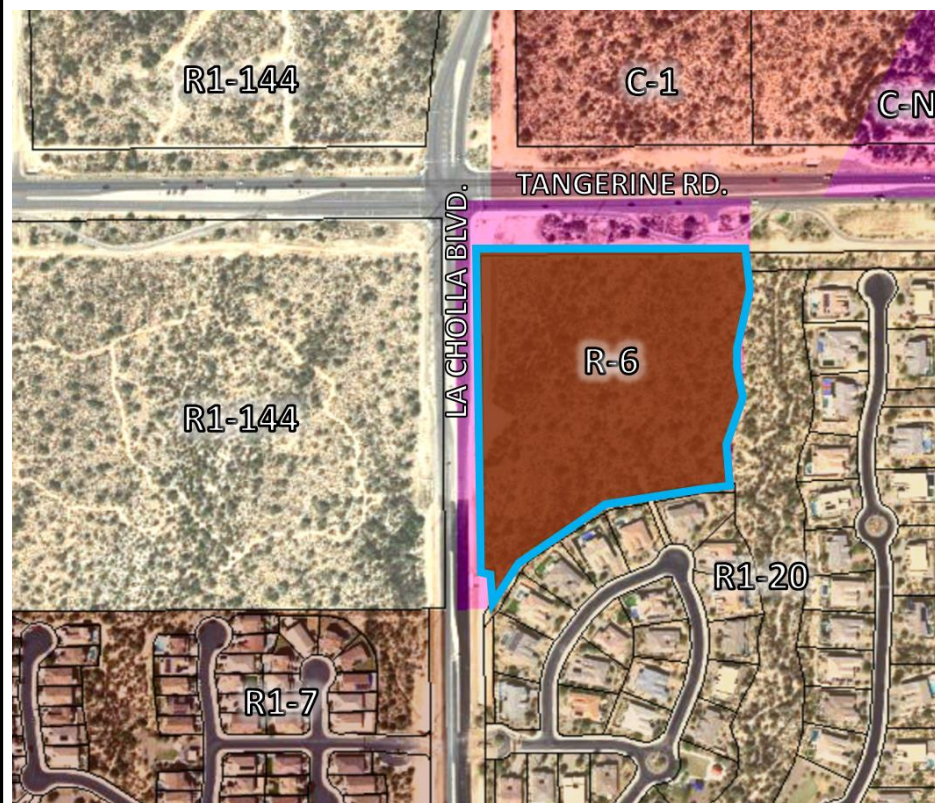 R1-144
C-1
C-N
TANGERINE RD.
LA CHOLLA BLVD.
R-6
R1-144
R1-20
R1-7